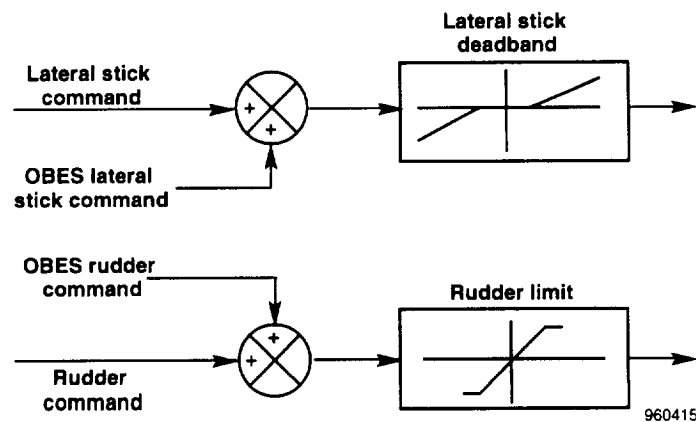 Lateral stick
deadband
Lateral stick
command
+
+
OBES lateral
stick command
OBES rudder
command
Rudder limit
+
+
Rudder
command
960415